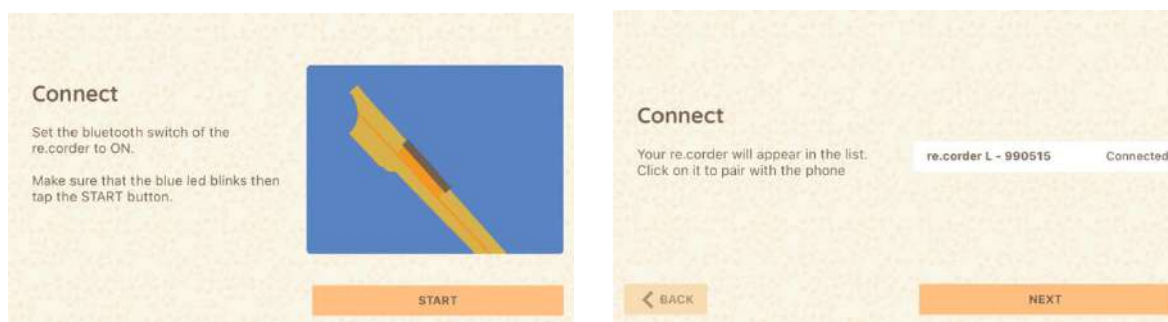 Connect
Set the bluetooth switch of the
re.corder to ON.
Make sure that the blue led blinks then
tap the START button.
START
Connect
Your re.corder will appear in the list.
Click on it to pair with the phone
re.corder L - 990515 Connected
BACK
NEXT